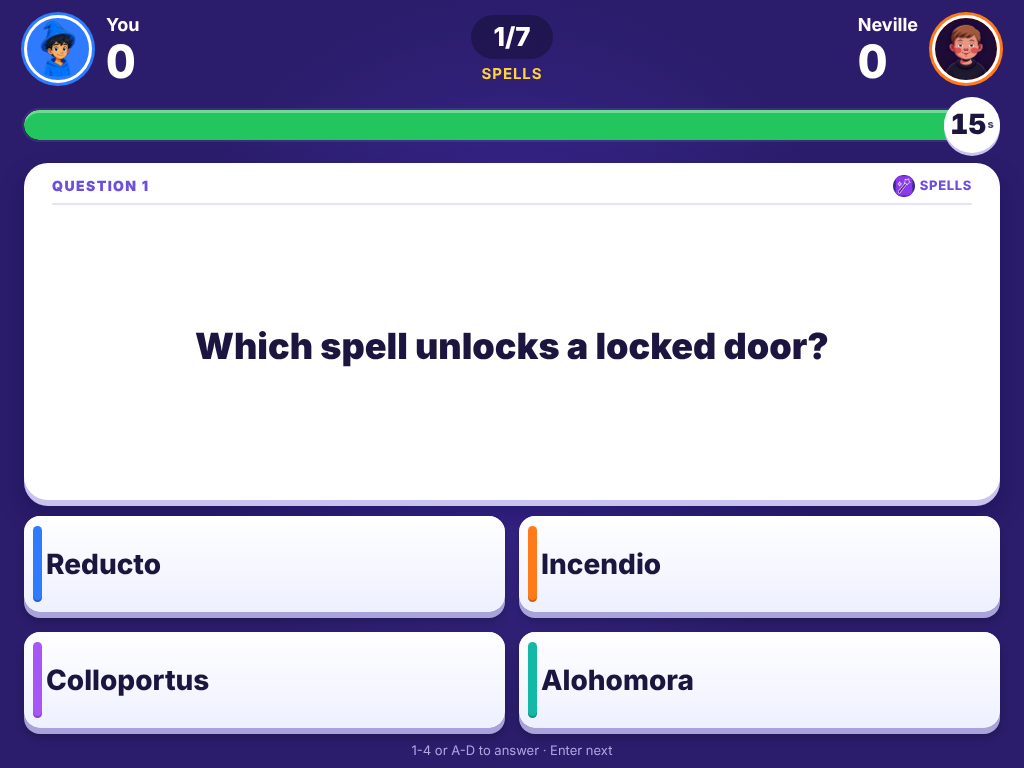 You
0
1/7
SPELLS
Neville
0
15s
QUESTION 1
SPELLS
Which spell unlocks a locked door?
Reducto
Incendio
Colloportus
Alohomora
1-4 or A-D to answer · Enter next